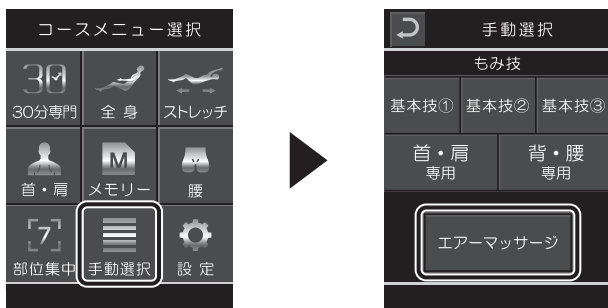 コースメニュー選択
30
30分専門 全身 ストレッチ
M
首・肩 メモリー 腰
7
部位集中 手動選択 設定
手動選択
もみ技
基本技① 基本技② 基本技③
首・肩 背・腰
専用 専用
エアーマッサージ